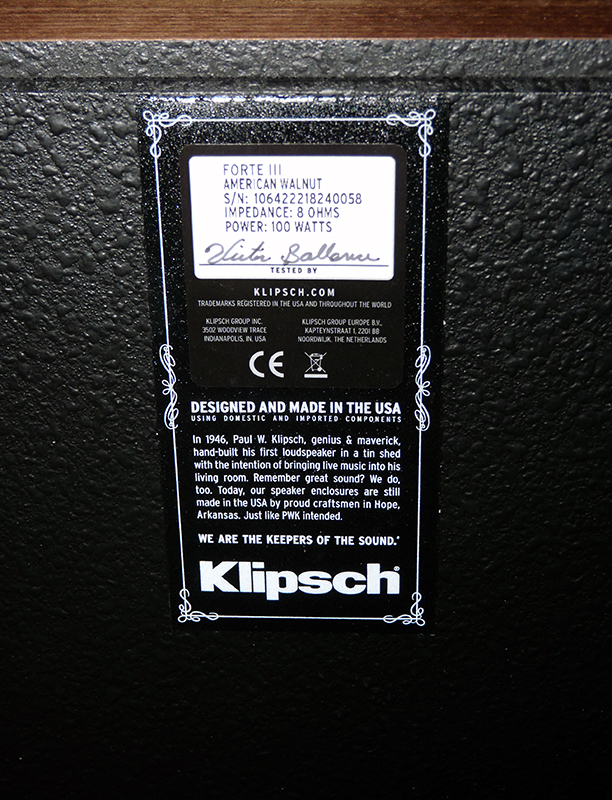 FORTE III
AMERICAN WALNUT
S/N: 106422218240058
IMPEDANCE: 8 OHMS
POWER: 100 WATTS
Victor Ballance
TESTED BY
KLIPSCH.COM
TRADEMARKS REGISTERED IN THE USA AND THROUGHOUT THE WORLD
KLIPSCH GROUP INC.
3502 WOODVIEW TRACE
INDIANAPOLIS, IN. USA
KLIPSCH GROUP EUROPE B.V.,
KAPTEYNSTRAAT 1, 2201 BB
NOORDWIJK, THE NETHERLANDS
CE
DESIGNED AND MADE IN THE USA
USING DOMESTIC AND IMPORTED COMPONENTS
In 1946, Paul W. Klipsch, genius & maverick,
hand-built his first loudspeaker in a tin shed
with the intention of bringing live music into his
living room. Remember great sound? We do,
too. Today, our speaker enclosures are still
made in the USA by proud craftsmen in Hope,
Arkansas. Just like PWK intended.
WE ARE THE KEEPERS OF THE SOUND.®
Klipsch®